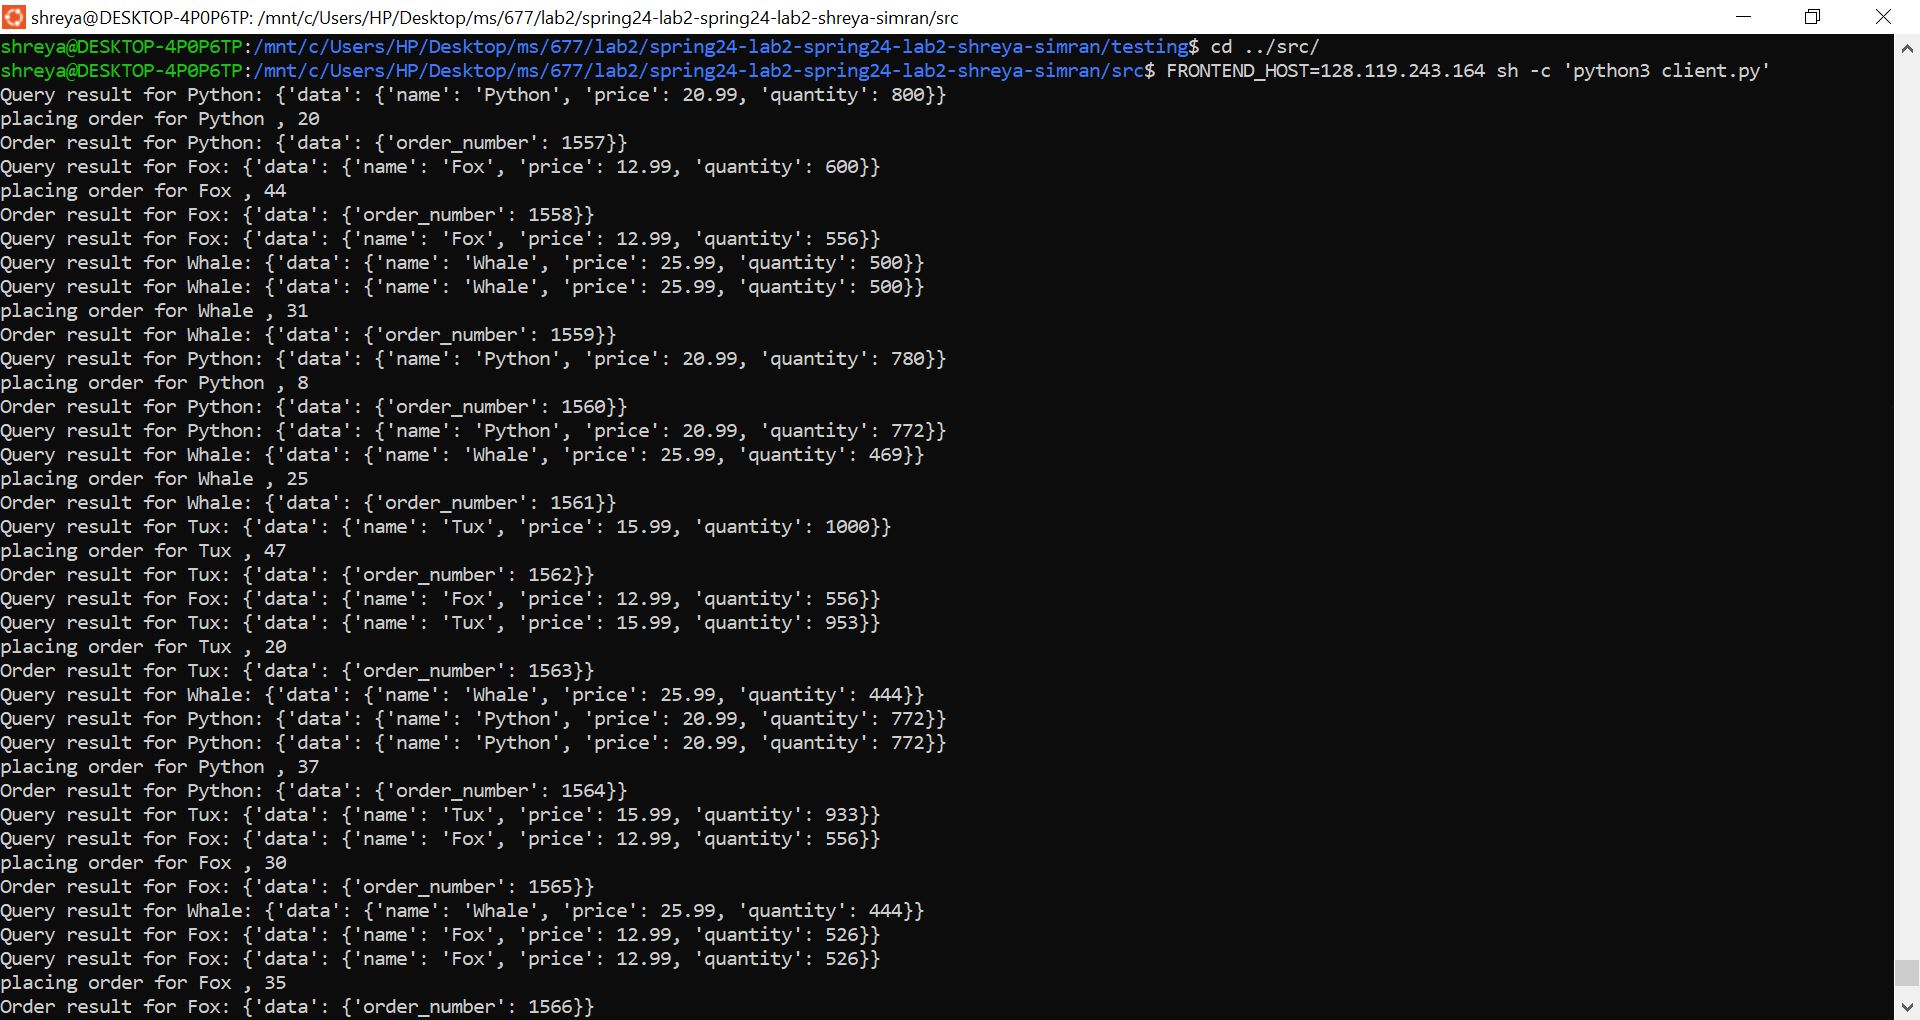 shreya@DESKTOP-4P0P6TP: /mnt/c/Users/HP/Desktop/ms/677/lab2/spring24-lab2-spring24-lab2-shreya-simran/src
shreya@DESKTOP-4P0P6TP:/mnt/c/Users/HP/Desktop/ms/677/lab2/spring24-lab2-spring24-lab2-shreya-simran/testing$ cd ../src/
shreya@DESKTOP-4P0P6TP:/mnt/c/Users/HP/Desktop/ms/677/lab2/spring24-lab2-spring24-lab2-shreya-simran/src$ FRONTEND_HOST=128.119.243.164 sh -c 'python3 client.py'
Query result for Python: {'data': {'name': 'Python', 'price': 20.99, 'quantity': 800}}
placing order for Python , 20
Order result for Python: {'data': {'order_number': 1557}}
Query result for Fox: {'data': {'name': 'Fox', 'price': 12.99, 'quantity': 600}}
placing order for Fox , 44
Order result for Fox: {'data': {'order_number': 1558}}
Query result for Fox: {'data': {'name': 'Fox', 'price': 12.99, 'quantity': 556}}
Query result for Whale: {'data': {'name': 'Whale', 'price': 25.99, 'quantity': 500}}
Query result for Whale: {'data': {'name': 'Whale', 'price': 25.99, 'quantity': 500}}
placing order for Whale , 31
Order result for Whale: {'data': {'order_number': 1559}}
Query result for Python: {'data': {'name': 'Python', 'price': 20.99, 'quantity': 780}}
placing order for Python , 8
Order result for Python: {'data': {'order_number': 1560}}
Query result for Python: {'data': {'name': 'Python', 'price': 20.99, 'quantity': 772}}
Query result for Whale: {'data': {'name': 'Whale', 'price': 25.99, 'quantity': 469}}
placing order for Whale , 25
Order result for Whale: {'data': {'order_number': 1561}}
Query result for Tux: {'data': {'name': 'Tux', 'price': 15.99, 'quantity': 1000}}
placing order for Tux , 47
Order result for Tux: {'data': {'order_number': 1562}}
Query result for Fox: {'data': {'name': 'Fox', 'price': 12.99, 'quantity': 556}}
Query result for Tux: {'data': {'name': 'Tux', 'price': 15.99, 'quantity': 953}}
placing order for Tux , 20
Order result for Tux: {'data': {'order_number': 1563}}
Query result for Whale: {'data': {'name': 'Whale', 'price': 25.99, 'quantity': 444}}
Query result for Python: {'data': {'name': 'Python', 'price': 20.99, 'quantity': 772}}
Query result for Python: {'data': {'name': 'Python', 'price': 20.99, 'quantity': 772}}
placing order for Python , 37
Order result for Python: {'data': {'order_number': 1564}}
Query result for Tux: {'data': {'name': 'Tux', 'price': 15.99, 'quantity': 933}}
Query result for Fox: {'data': {'name': 'Fox', 'price': 12.99, 'quantity': 556}}
placing order for Fox , 30
Order result for Fox: {'data': {'order_number': 1565}}
Query result for Whale: {'data': {'name': 'Whale', 'price': 25.99, 'quantity': 444}}
Query result for Fox: {'data': {'name': 'Fox', 'price': 12.99, 'quantity': 526}}
Query result for Fox: {'data': {'name': 'Fox', 'price': 12.99, 'quantity': 526}}
placing order for Fox , 35
Order result for Fox: {'data': {'order_number': 1566}}